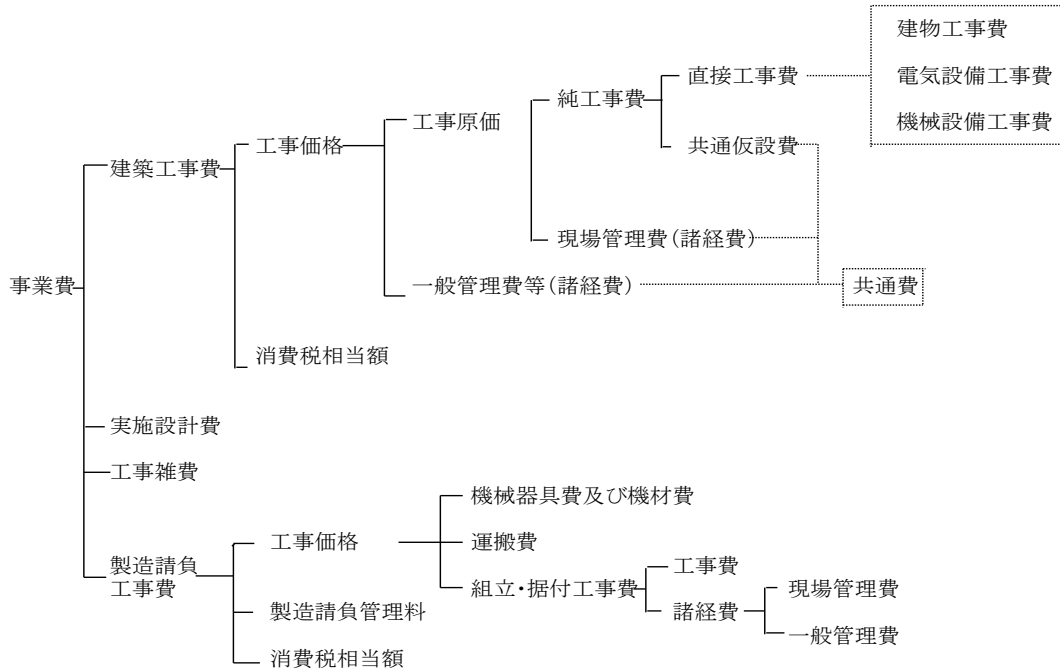 建物工事費
電気設備工事費
機械設備工事費
直接工事費
純工事費
共通仮設費
工事原価
工事価格
建築工事費
現場管理費(諸経費)
事業費
一般管理費等(諸経費)
共通費
消費税相当額
実施設計費
工事雑費
機械器具費及び機材費
工事価格
運搬費
製造請負
工事費
組立・据付工事費
工事費
現場管理費
製造請負管理料
諸経費
一般管理費
消費税相当額